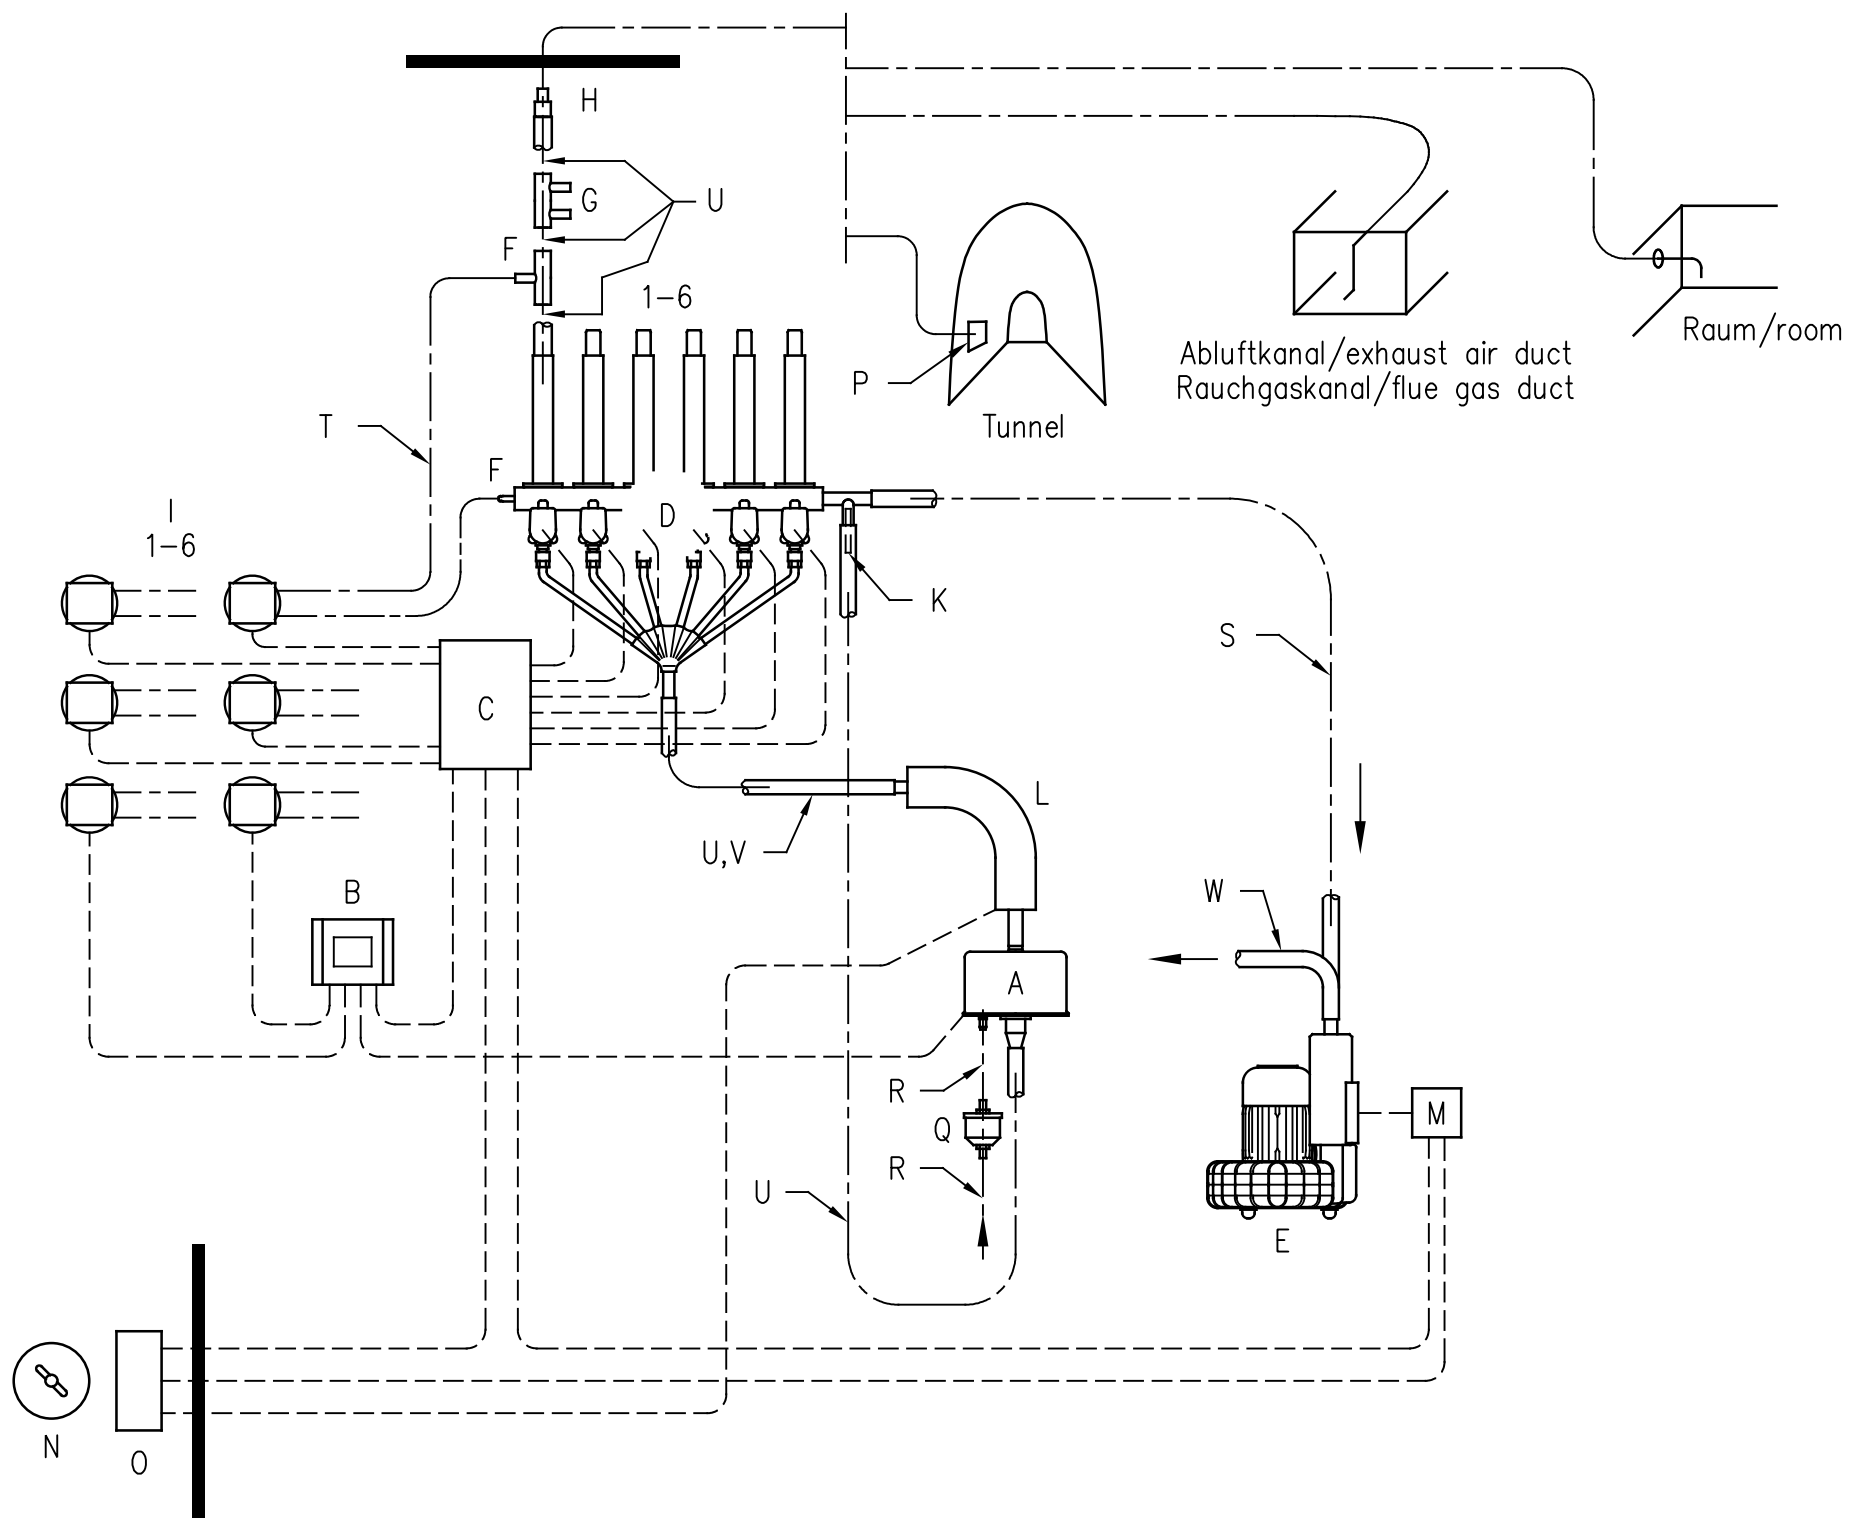 H
G
U
F
1-6
Raum/room
Abluftkanal/exhaust air duct
Rauchgaskanal/flue gas duct
P
Tunnel
T
F
I
1-6
D
K
S
C
L
U,V
B
W
A
R
Q
M
R
U
E
N
O